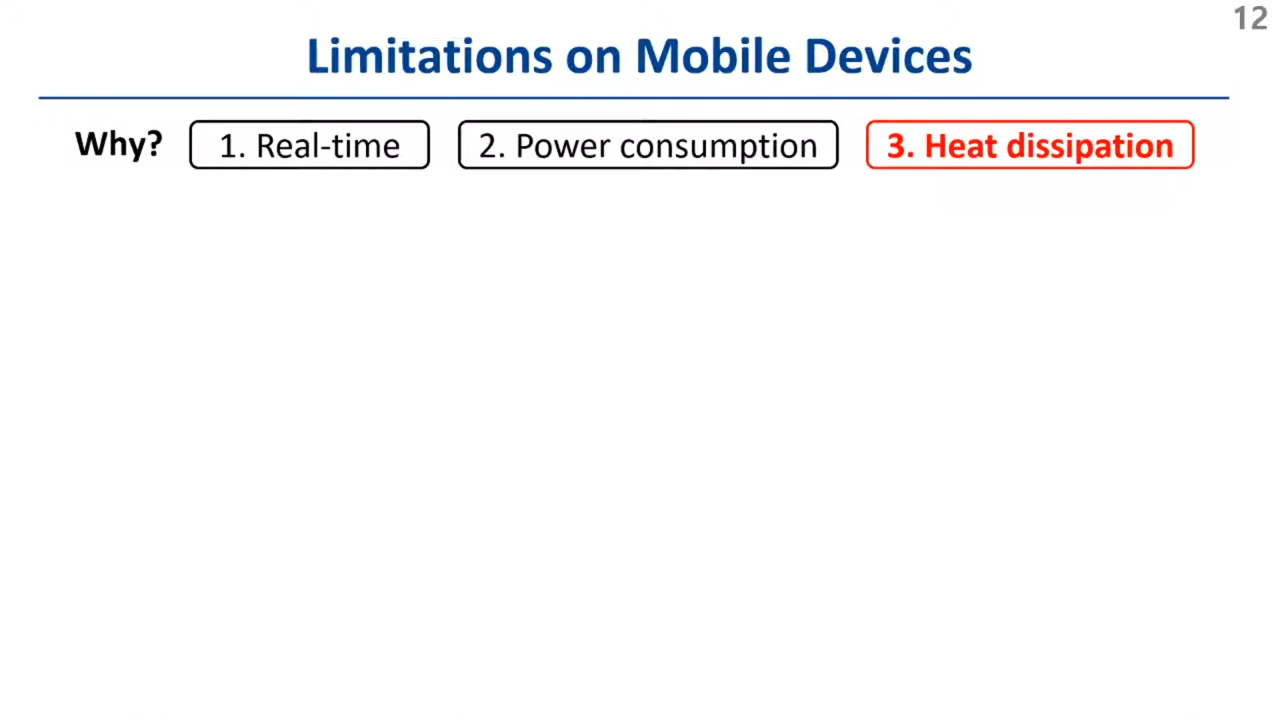 12
Limitations on Mobile Devices
Why? 1. Real-time 2. Power consumption 3. Heat dissipation